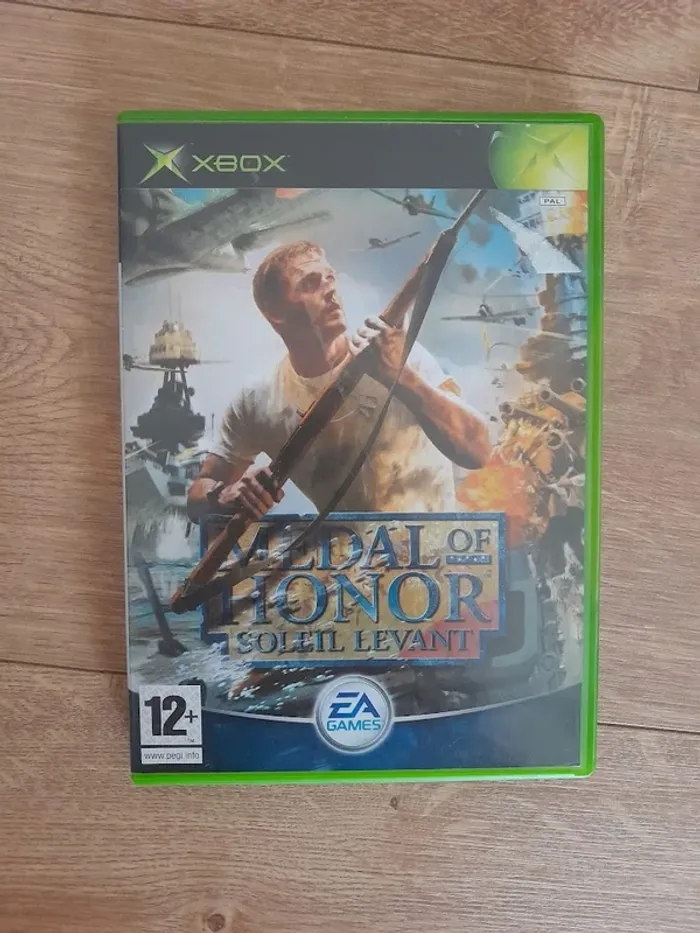 XBOX
PAL
MEDAL OF
HONOR
SOLEIL LEVANT
12+
www.pegi.info
EA
GAMES